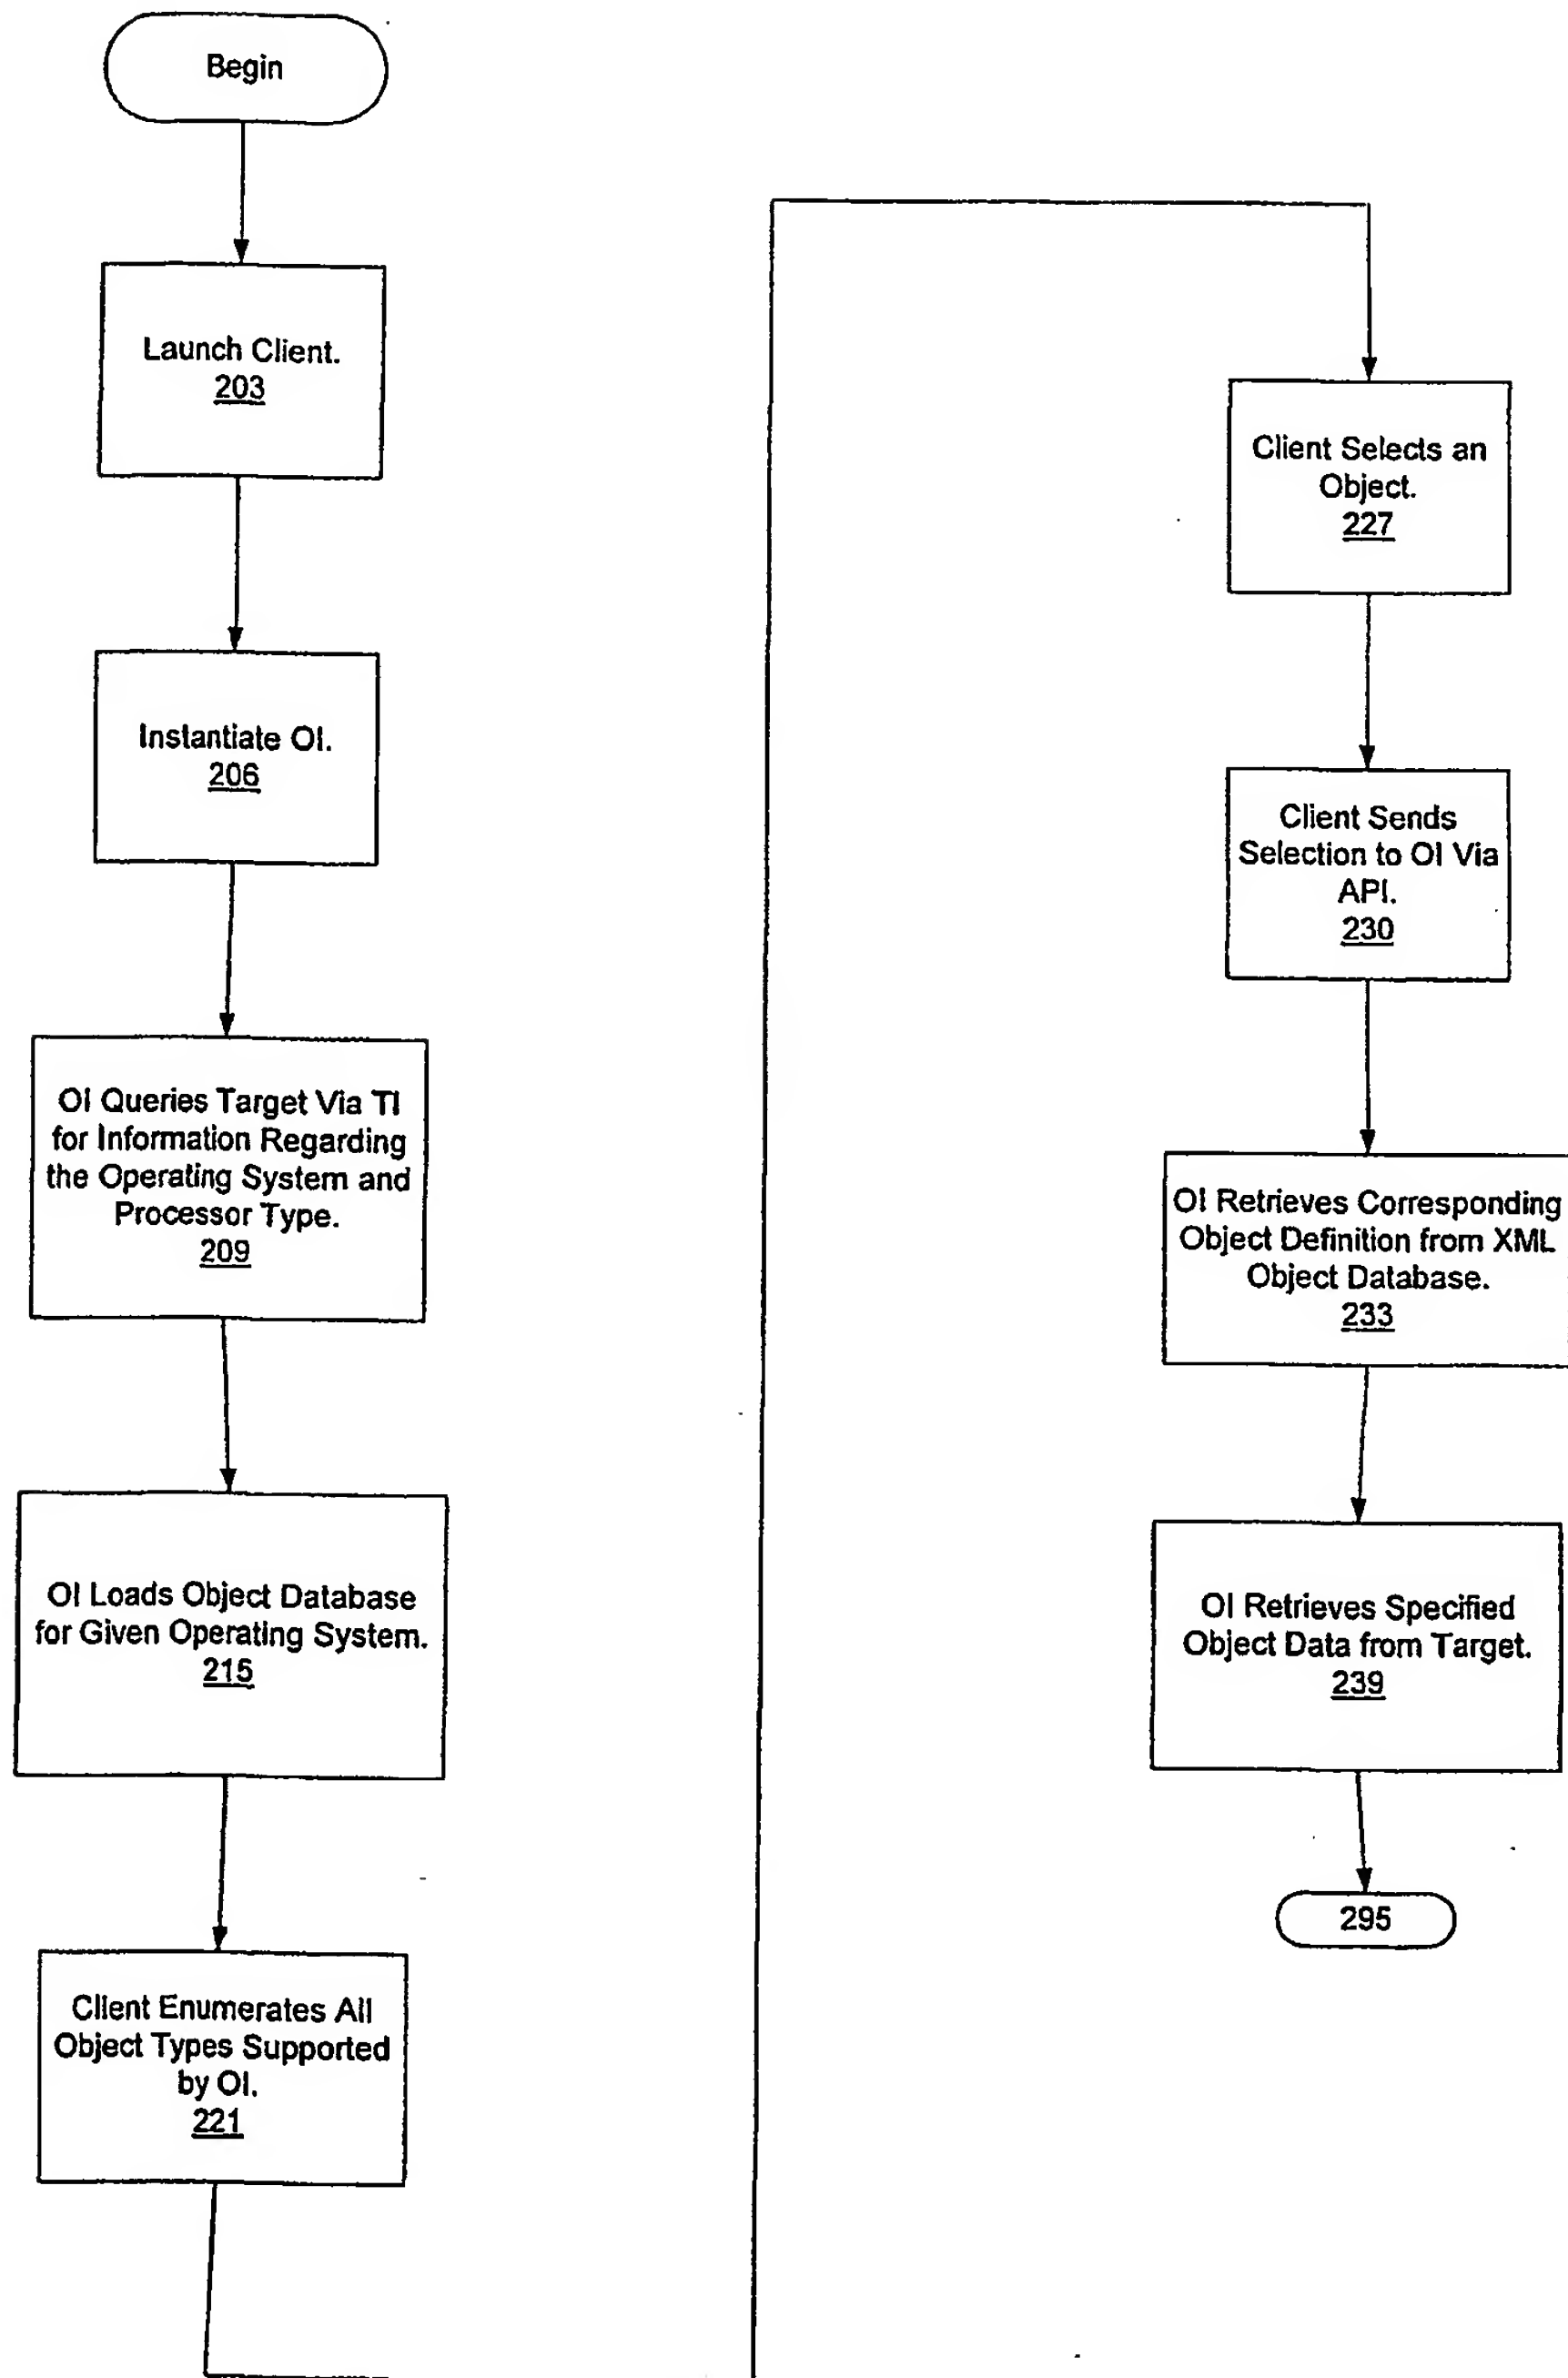 Begin
Launch Client.
203
Instantiate OI.
206
OI Queries Target Via TI
for Information Regarding
the Operating System and
Processor Type.
209
OI Loads Object Database
for Given Operating System.
215
Client Enumerates All
Object Types Supported
by OI.
221
Client Selects an
Object.
227
Client Sends
Selection to OI Via
API.
230
OI Retrieves Corresponding
Object Definition from XML
Object Database.
233
OI Retrieves Specified
Object Data from Target.
239
295